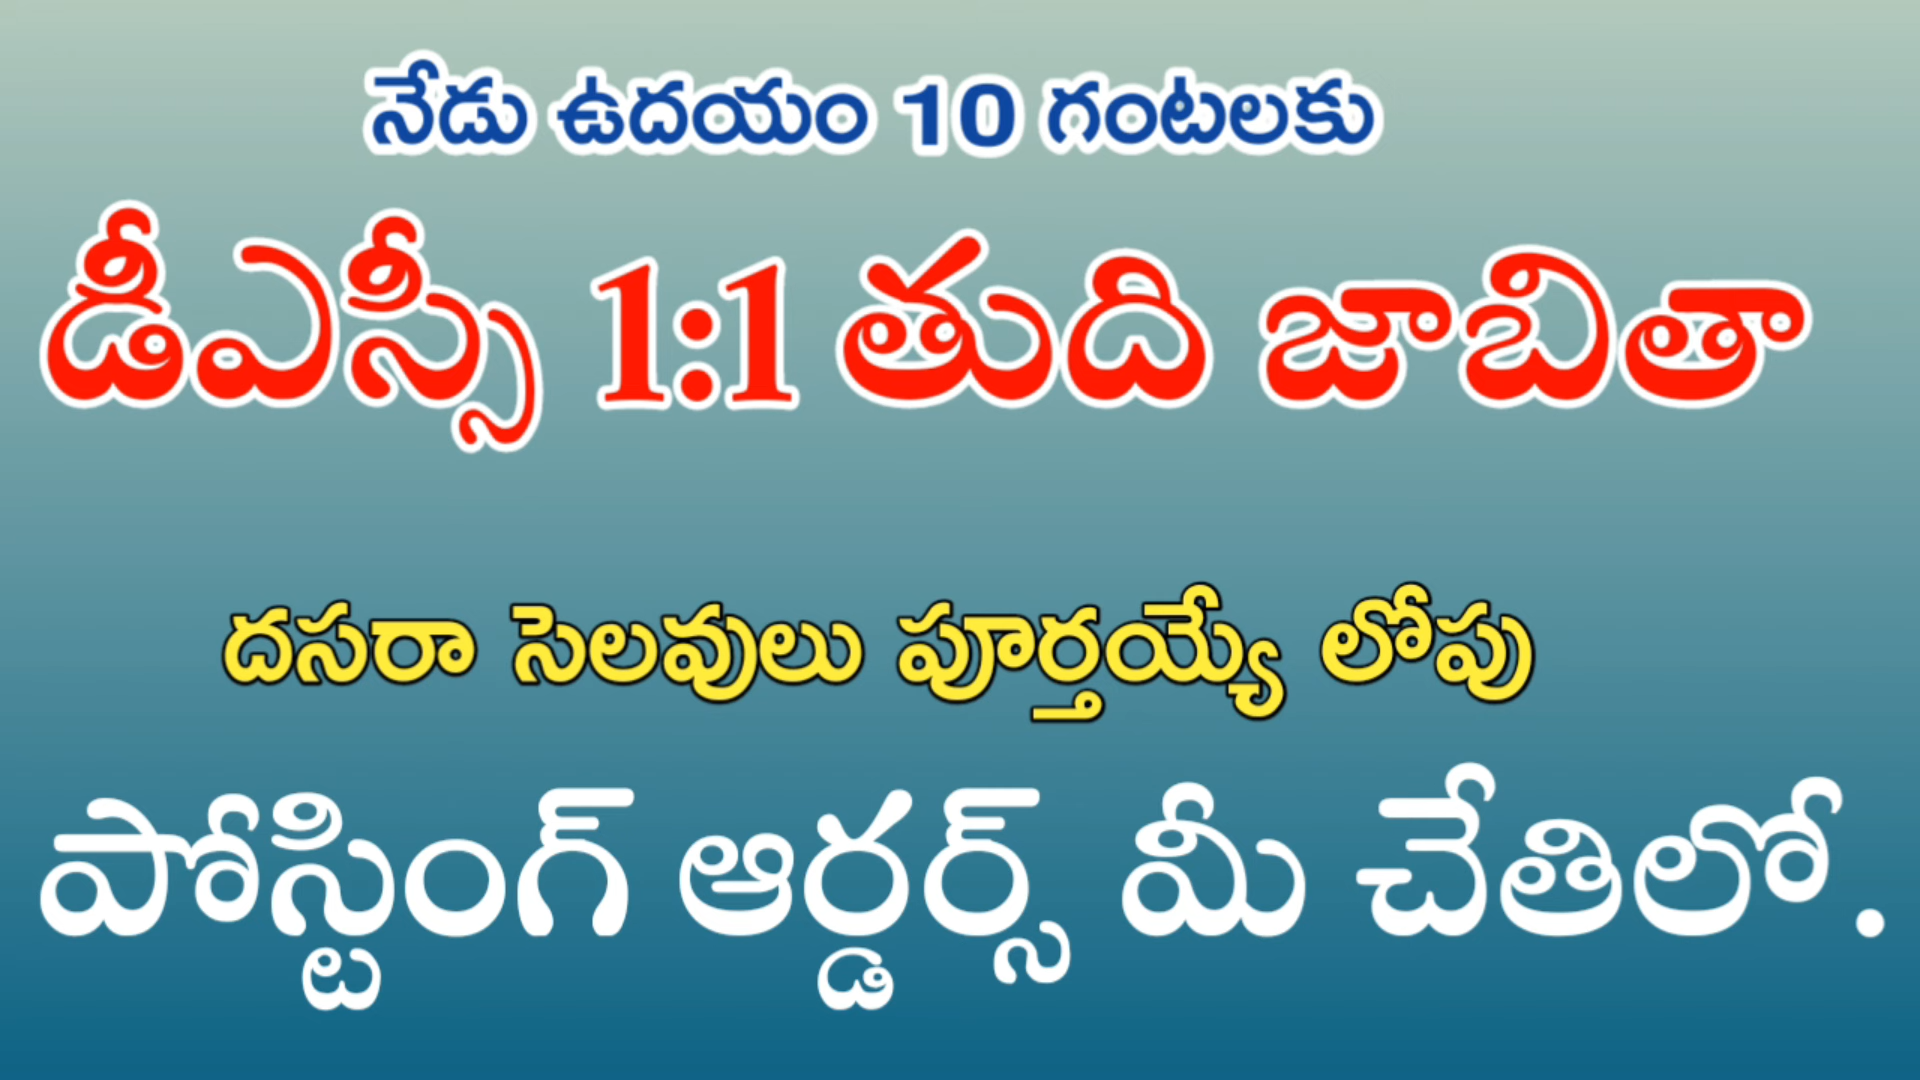 నేడు ఉదయం 10 గంటలకు
డీఎస్సీ 1:1 తుది జాబితా
దసరా సెలవులు పూర్తయ్యే లోపు
పోస్టింగ్ ఆర్డర్స్ మీ చేతిలో.